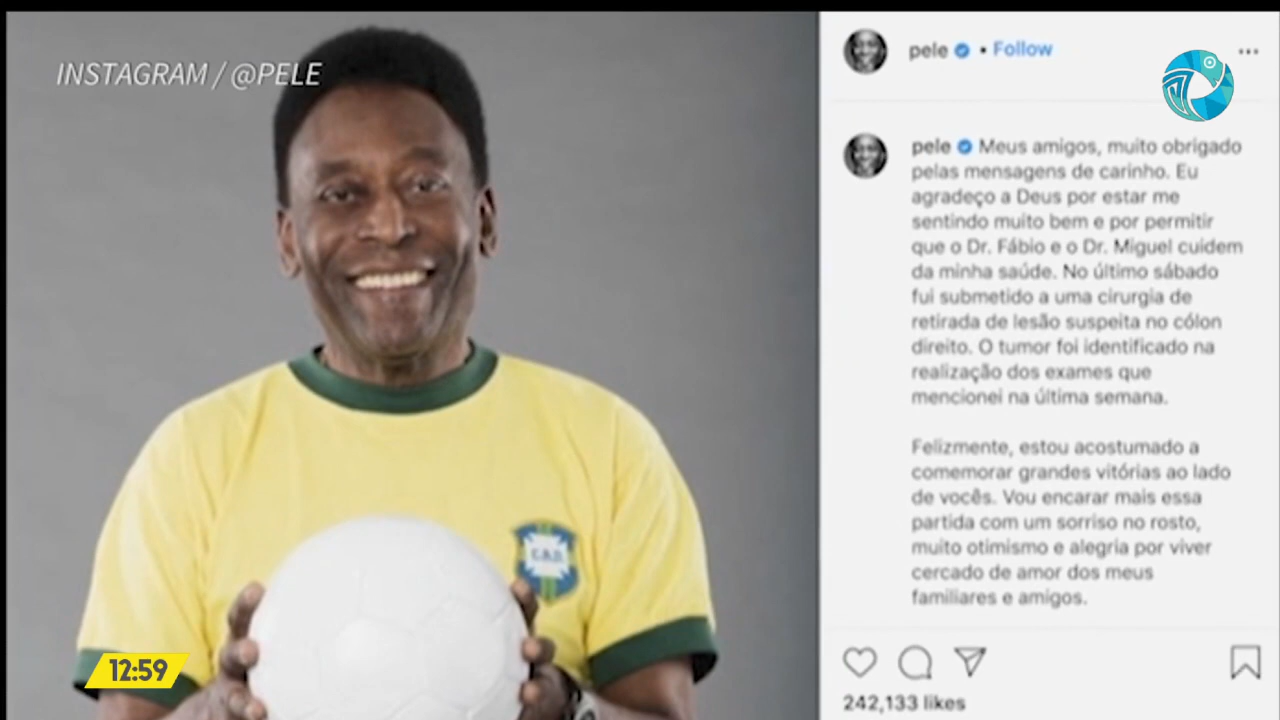 INSTAGRAM / @PELE
pele • Follow
pele Meus amigos, muito obrigado
pelas mensagens de carinho. Eu
agradeço a Deus por estar me
sentindo muito bem e por permitir
que o Dr. Fábio e o Dr. Miguel cuidem
da minha saúde. No último sábado
fui submetido a uma cirurgia de
retirada de lesão suspeita no cólon
direito. O tumor foi identificado na
realização dos exames que
mencionei na última semana.
Felizmente, estou acostumado a
comemorar grandes vitórias ao lado
de vocês. Vou encarar mais essa
partida com um sorriso no rosto,
muito otimismo e alegria por viver
cercado de amor dos meus
familiares e amigos.
242,133 likes
C.B.D.
12:59